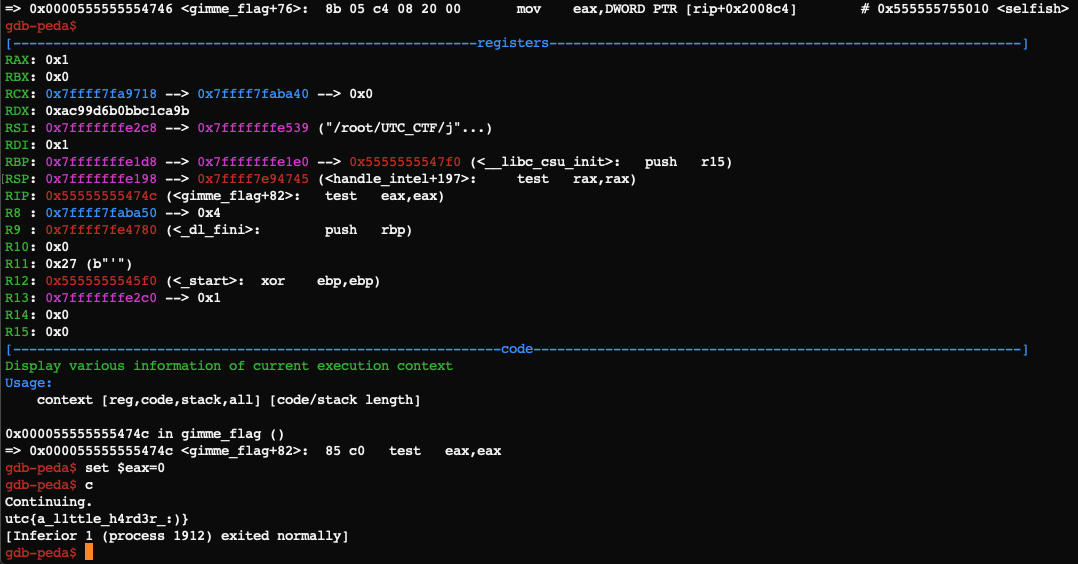 => 0x0000555555554746 <gimme_flag+76>: 8b 05 c4 08 20 00 mov eax,DWORD PTR [rip+0x2008c4] # 0x555555755010 <selfish>
gdb-peda$
[----------------------------------------------------------registers-----------------------------------------------------------]
RAX: 0x1
RBX: 0x0
RCX: 0x7ffff7fa9718 --> 0x7ffff7faba40 --> 0x0
RDX: 0xac99d6b0bbc1ca9b
RSI: 0x7fffffffe2c8 --> 0x7fffffffe539 ("/root/UTC_CTF/j"...)
RDI: 0x1
RBP: 0x7fffffffe1d8 --> 0x7fffffffe1e0 --> 0x5555555547f0 (<__libc_csu_init>: push r15)
RSP: 0x7fffffffe198 --> 0x7ffff7e94745 (<handle_intel+197>: test rax,rax)
RIP: 0x55555555474c (<gimme_flag+82>: test eax,eax)
R8 : 0x7ffff7faba50 --> 0x4
R9 : 0x7ffff7fe4780 (<_dl_fini>: push rbp)
R10: 0x0
R11: 0x27 (b"'")
R12: 0x5555555545f0 (<_start>: xor ebp,ebp)
R13: 0x7fffffffe2c0 --> 0x1
R14: 0x0
R15: 0x0
[-------------------------------------------------------------code-------------------------------------------------------------]
Display various information of current execution context
Usage:
context [reg,code,stack,all] [code/stack length]
0x000055555555474c in gimme_flag ()
=> 0x000055555555474c <gimme_flag+82>: 85 c0 test eax,eax
gdb-peda$ set $eax=0
gdb-peda$ c
Continuing.
utc{a_l1ttle_h4rd3r_:)}
[Inferior 1 (process 1912) exited normally]
gdb-peda$